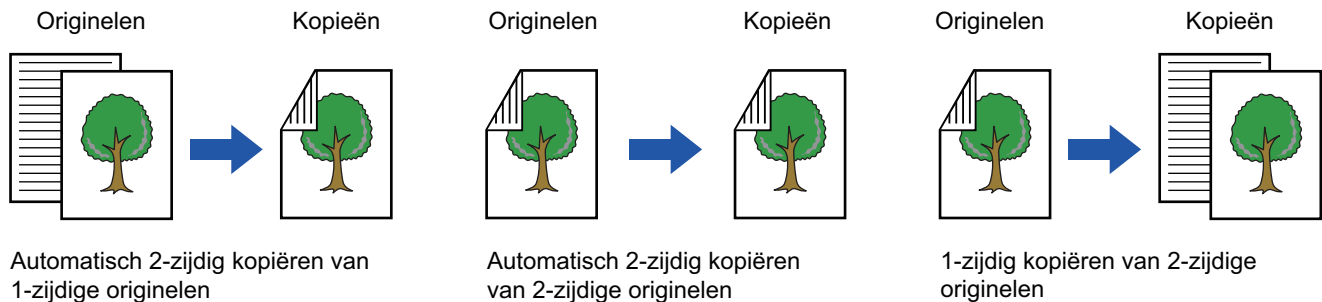 Originelen
Kopieën
Automatisch 2-zijdig kopiëren van
1-zijdige originelen
Originelen
Kopieën
Automatisch 2-zijdig kopiëren
van 2-zijdige originelen
Originelen
Kopieën
1-zijdig kopiëren van 2-zijdige
originelen